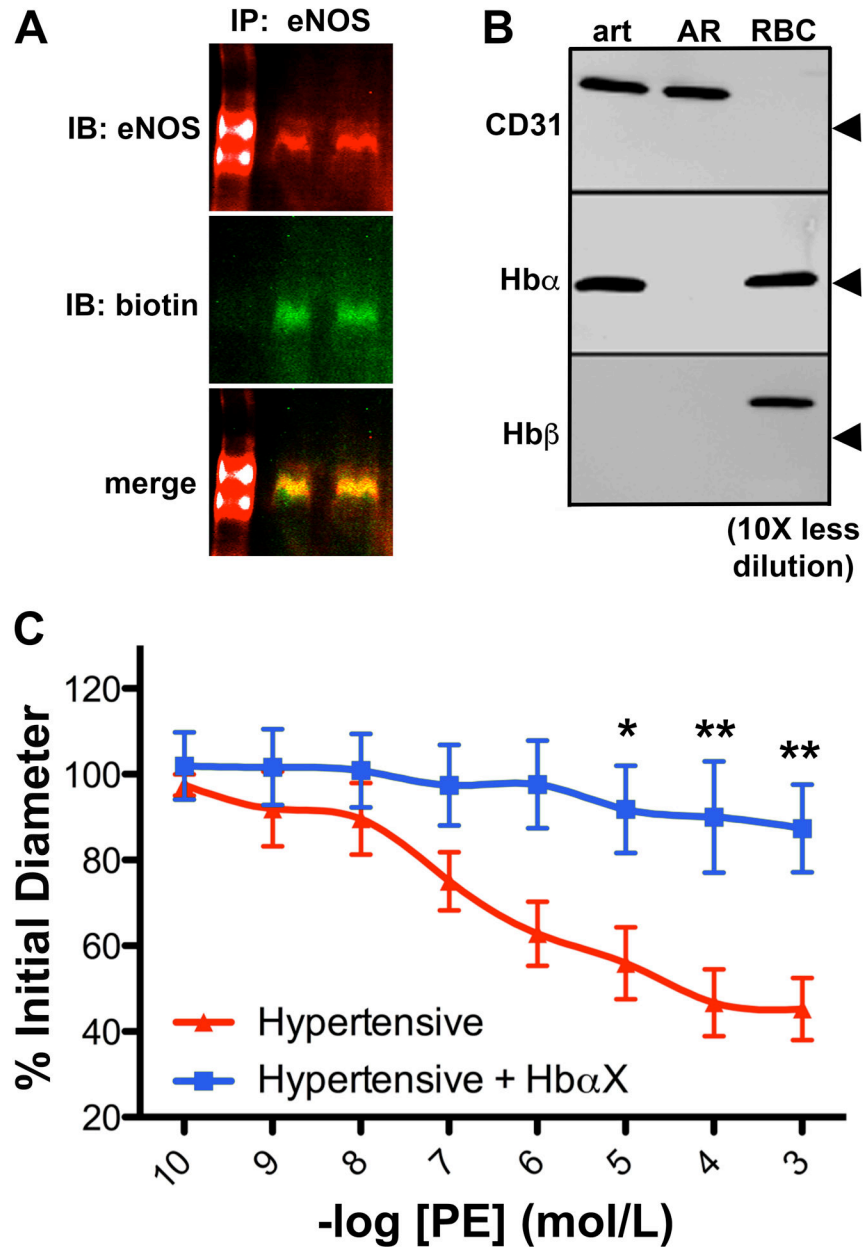 A
IP: eNOS
IB: eNOS
IB: biotin
merge
B
art AR RBC
CD31
Hbα
Hbβ
(10X less
dilution)
C
% Initial Diameter
120
100
80
60
40
20
* ** **
Hypertensive
Hypertensive + HbαX
10 9 8 7 6 5 4 3
-log [PE] (mol/L)